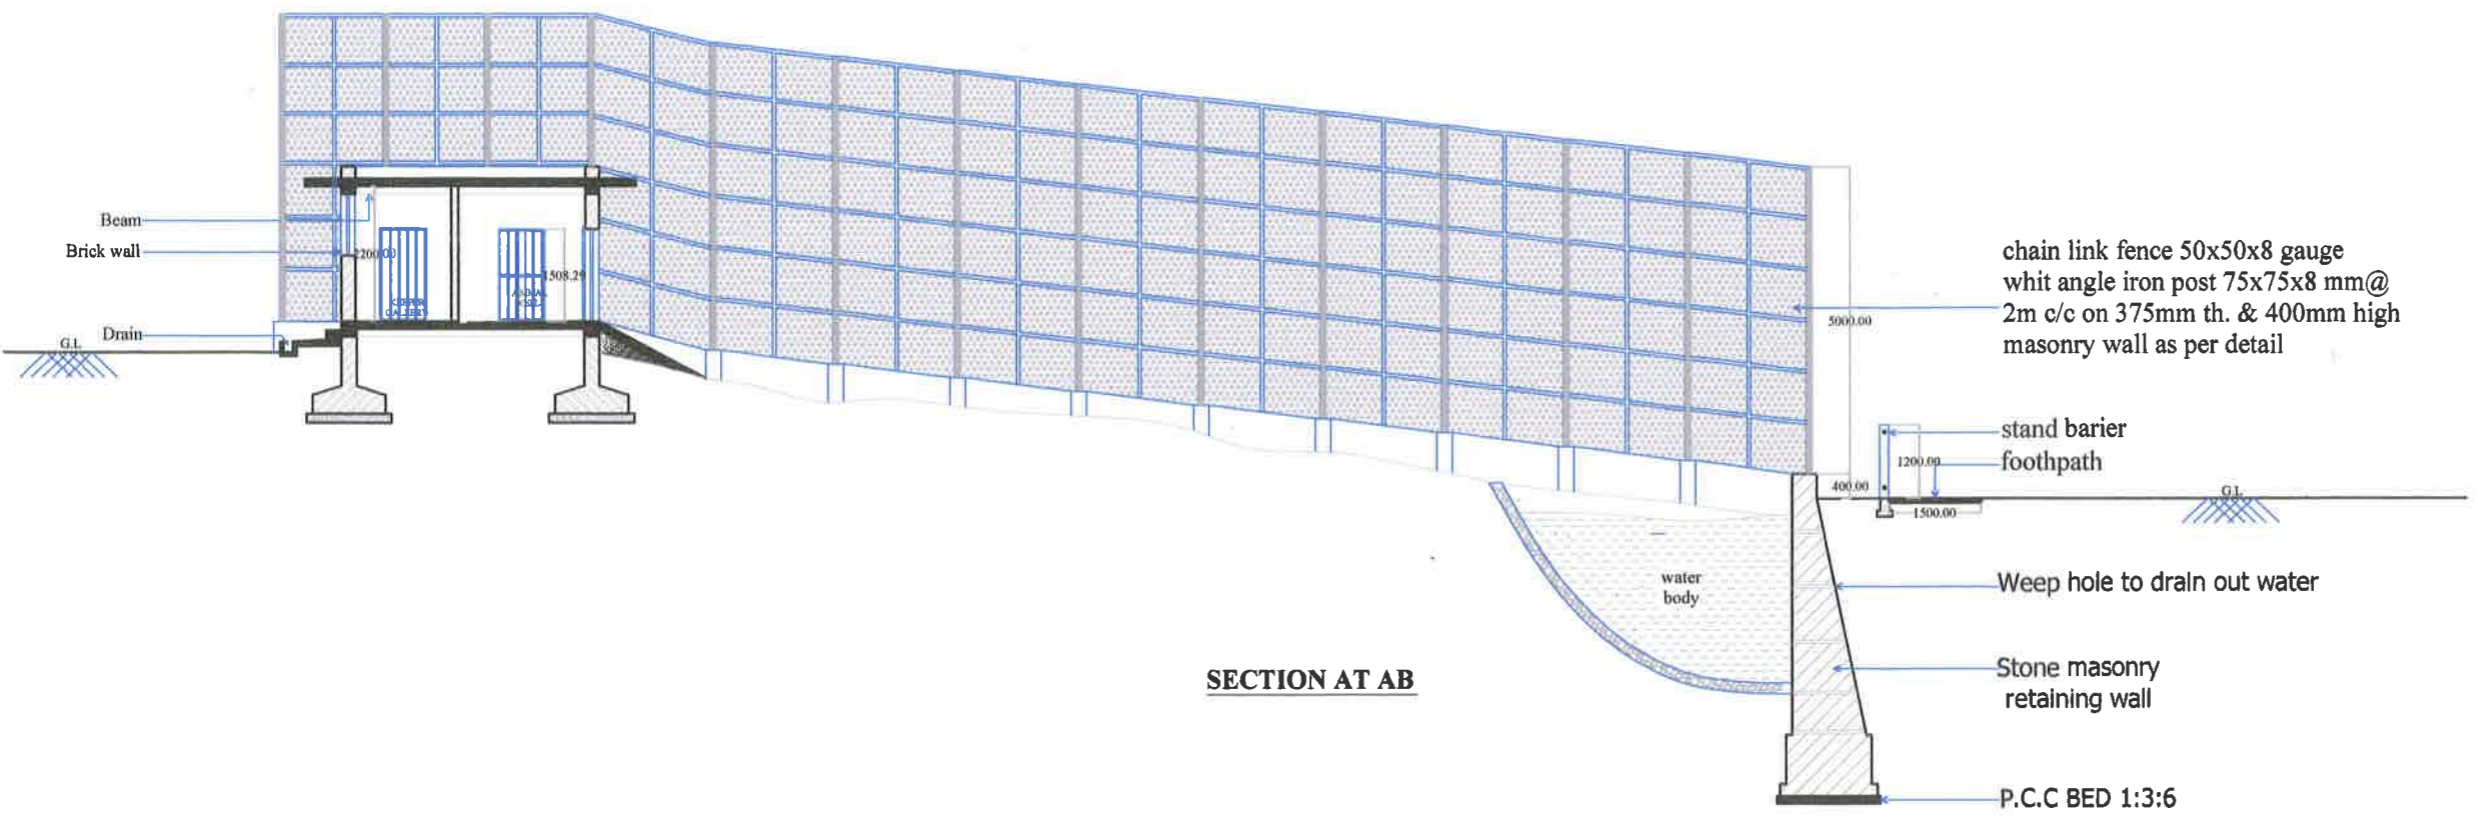 Beam
Brick wall
2200.00
1508.29
KEEPER
GALLERY
ANIMAL
Drain
G.L
chain link fence 50x50x8 gauge
whit angle iron post 75x75x8 mm@
2m c/c on 375mm th. & 400mm high
masonry wall as per detail
5000.00
stand barier
foothpath
1200.00
400.00
1500.00
G.L
water
body
Weep hole to drain out water
Stone masonry
retaining wall
SECTION AT AB
P.C.C BED 1:3:6